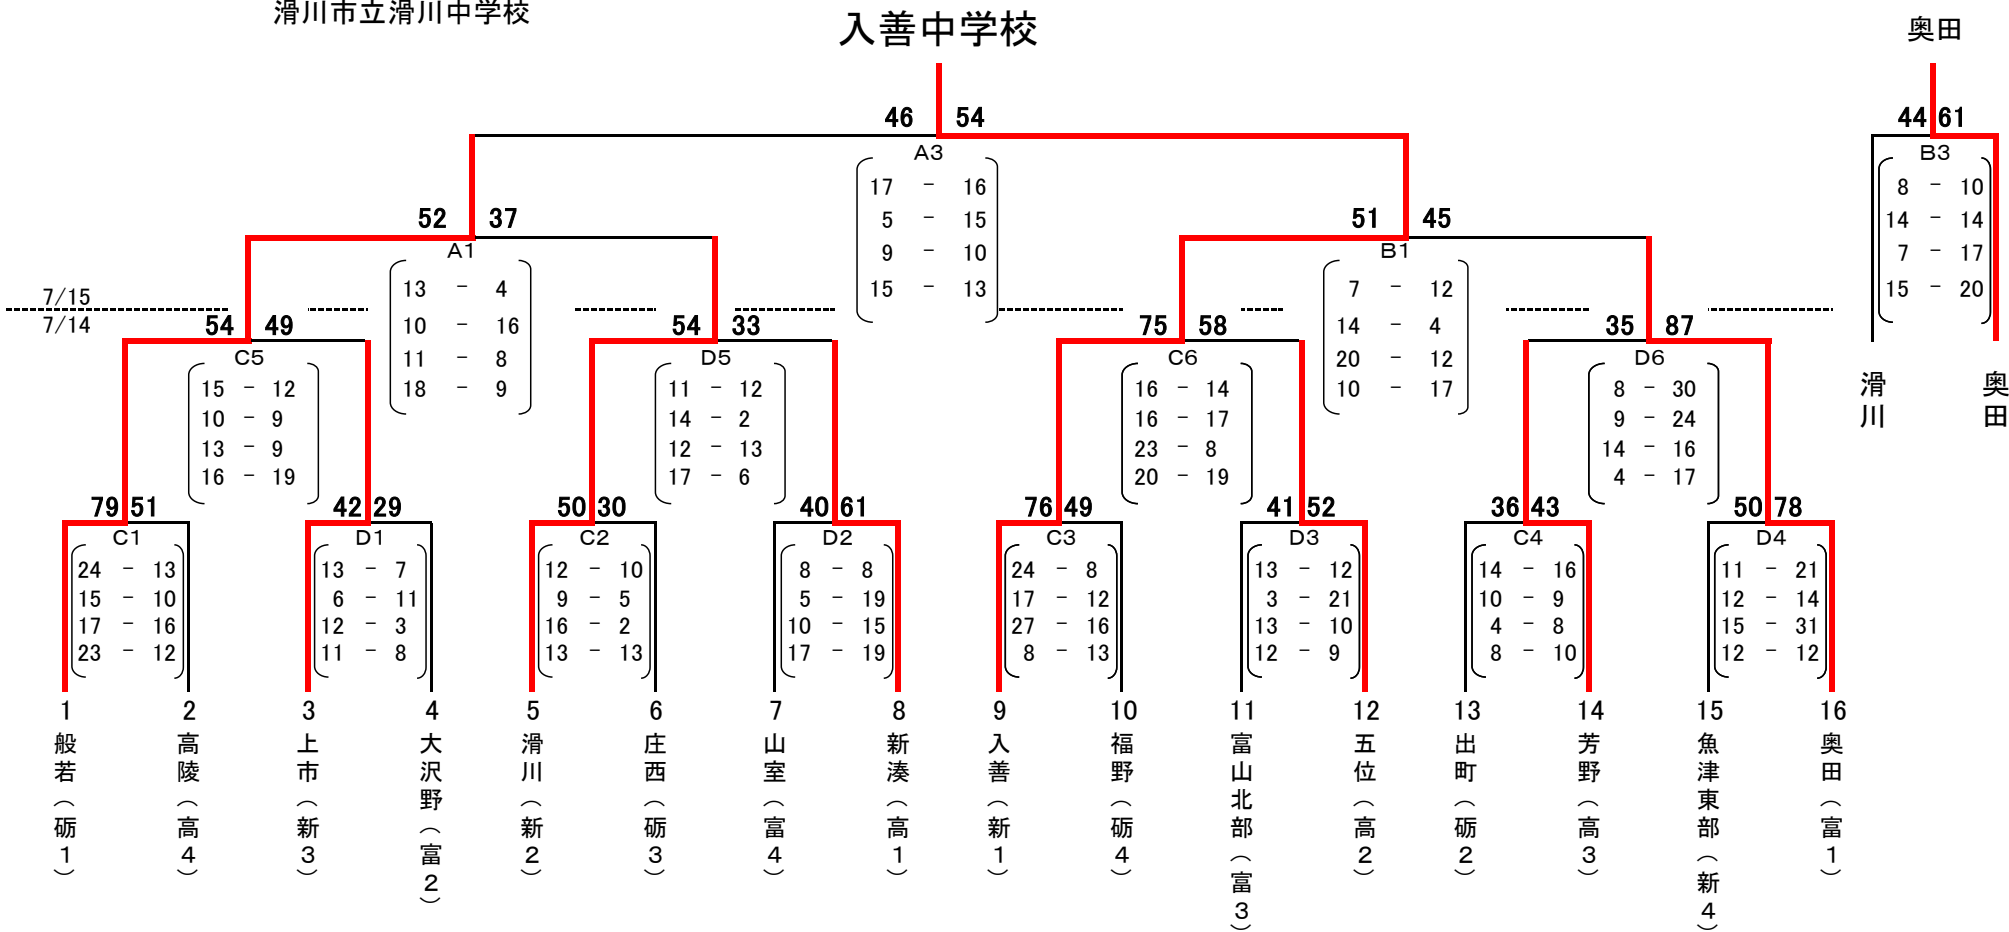 滑川市立滑川中学校
入善中学校
奥田
46 54
44 61
A3
17 - 16
5 - 15
9 - 10
15 - 13
B3
8 - 10
14 - 14
7 - 17
15 - 20
滑川
奥田
52 37
A1
13 - 4
10 - 16
11 - 8
18 - 9
51 45
B1
7 - 12
14 - 4
20 - 12
10 - 17
7/15
7/14
54 49
C5
15 - 12
10 - 9
13 - 9
16 - 19
54 33
D5
11 - 12
14 - 2
12 - 13
17 - 6
75 58
C6
16 - 14
16 - 17
23 - 8
20 - 19
35 87
D6
8 - 30
9 - 24
14 - 16
4 - 17
79 51
C1
24 - 13
15 - 10
17 - 16
23 - 12
42 29
D1
13 - 7
6 - 11
12 - 3
11 - 8
50 30
C2
12 - 10
9 - 5
16 - 2
13 - 13
40 61
D2
8 - 8
5 - 19
10 - 15
17 - 19
76 49
C3
24 - 8
17 - 12
27 - 16
8 - 13
41 52
D3
13 - 12
3 - 21
13 - 10
12 - 9
36 43
C4
14 - 16
10 - 9
4 - 8
8 - 10
50 78
D4
11 - 21
12 - 14
15 - 31
12 - 12
1
般若（砺１）
2
高陵（高４）
3
上市（新３）
4
大沢野（富２）
5
滑川（新２）
6
庄西（砺３）
7
山室（富４）
8
新湊（高１）
9
入善（新１）
10
福野（砺４）
11
富山北部（富３）
12
五位（高２）
13
出町（砺２）
14
芳野（高３）
15
魚津東部（新４）
16
奥田（富１）